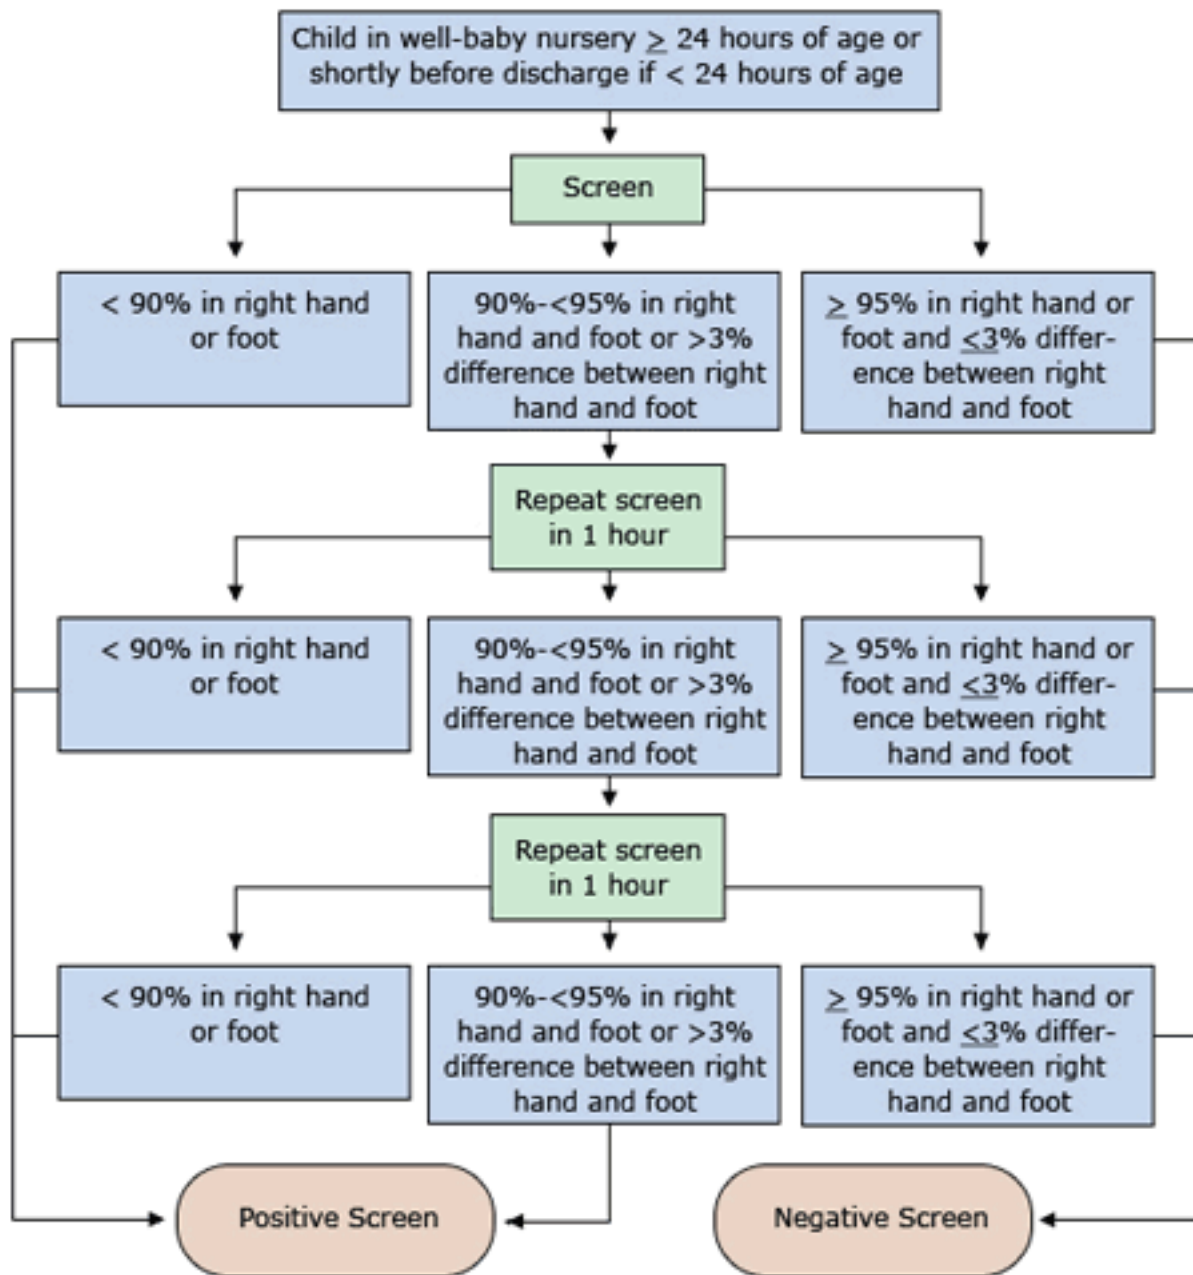 Child in well-baby nursery ≥ 24 hours of age or
shortly before discharge if < 24 hours of age
Screen
< 90% in right hand
or foot
90%-<95% in right
hand and foot or >3%
difference between right
hand and foot
≥ 95% in right hand or
foot and ≤3% differ-
ence between right
hand and foot
Repeat screen
in 1 hour
< 90% in right hand
or foot
90%-<95% in right
hand and foot or >3%
difference between right
hand and foot
≥ 95% in right hand or
foot and ≤3% differ-
ence between right
hand and foot
Repeat screen
in 1 hour
< 90% in right hand
or foot
90%-<95% in right
hand and foot or >3%
difference between right
hand and foot
≥ 95% in right hand or
foot and ≤3% differ-
ence between right
hand and foot
Positive Screen
Negative Screen